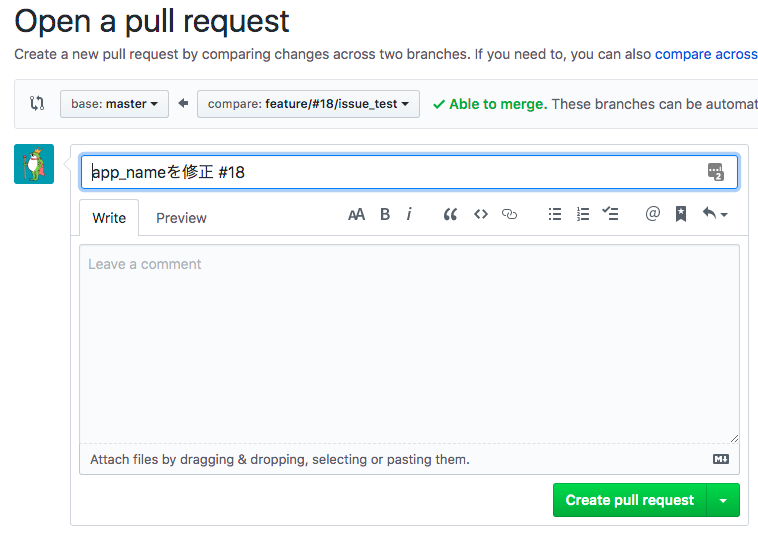 Open a pull request
Create a new pull request by comparing changes across two branches. If you need to, you can also compare across
base: master compare: feature/#18/issue_test Able to merge. These branches can be automat
app_nameを修正 #18
2
Write Preview AA B i @
Leave a comment
Attach files by dragging & dropping, selecting or pasting them. M↓
Create pull request